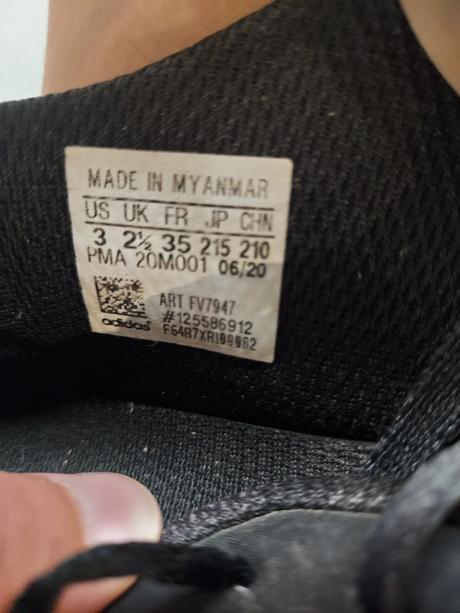 MADE IN MYANMAR
US UK FR JP CHN
3 2½ 35 215 210
PMA 20M001 06/20
ART FV7947
#125586912
adidas